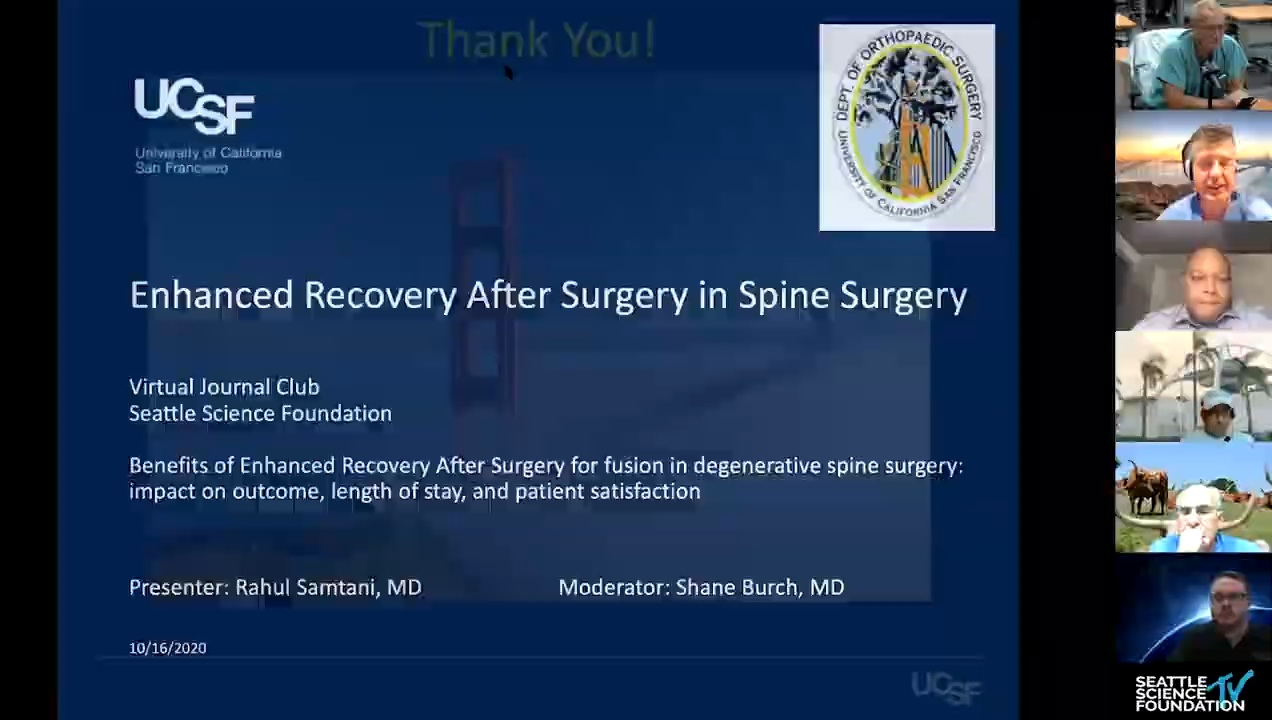 Thank You!
UCSF
University of California
San Francisco
DEPT. OF ORTHOPAEDIC SURGERY
UNIVERSITY OF CALIFORNIA SAN FRANCISCO
Enhanced Recovery After Surgery in Spine Surgery
Virtual Journal Club
Seattle Science Foundation
Benefits of Enhanced Recovery After Surgery for fusion in degenerative spine surgery:
impact on outcome, length of stay, and patient satisfaction
Presenter: Rahul Samtani, MD
Moderator: Shane Burch, MD
10/16/2020
UCSF
SEATTLE
SCIENCE
FOUNDATION
TV